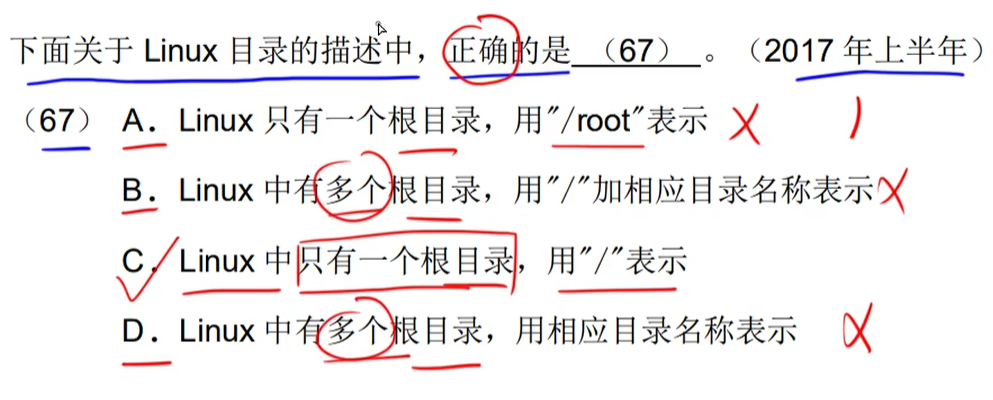 下面关于 Linux 目录的描述中，正确的是 （67） 。（2017 年上半年）
（67） A．Linux 只有一个根目录，用″/root″表示
B．Linux 中有多个根目录，用″/″加相应目录名称表示
C．Linux 中只有一个根目录，用″/″表示
D．Linux 中有多个根目录，用相应目录名称表示